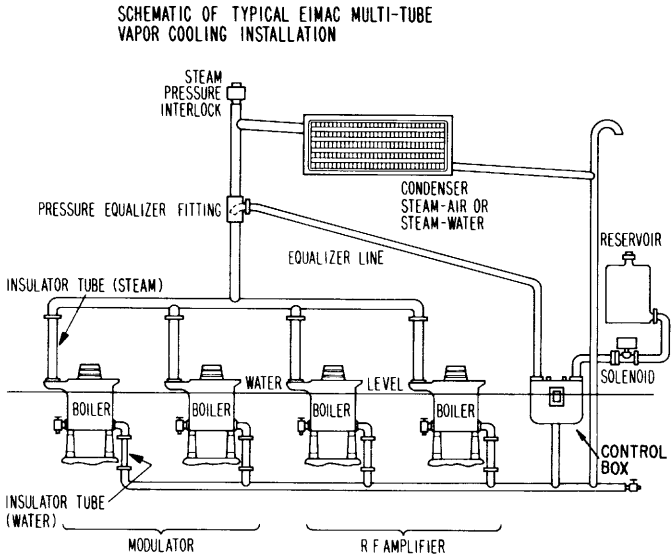 SCHEMATIC OF TYPICAL EIMAC MULTI-TUBE
VAPOR COOLING INSTALLATION
STEAM
PRESSURE
INTERLOCK
CONDENSER
STEAM-AIR OR
STEAM-WATER
PRESSURE EQUALIZER FITTING
RESERVOIR
EQUALIZER LINE
INSULATOR TUBE (STEAM)
SOLENOID
WATER LEVEL
BOILER
BOILER
BOILER
BOILER
CONTROL
BOX
INSULATOR TUBE
(WATER)
MODULATOR
RF AMPLIFIER